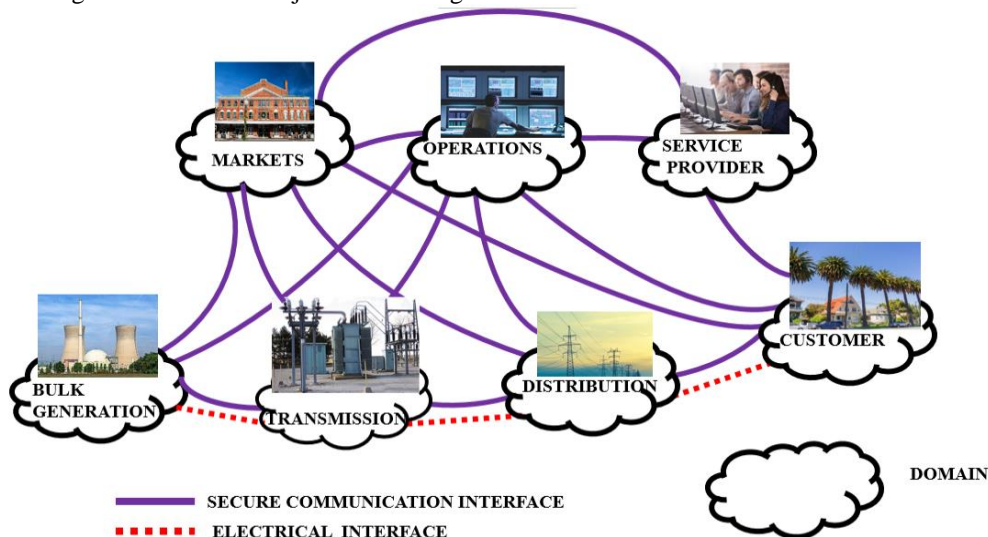 MARKETS
OPERATIONS
SERVICE
PROVIDER
BULK
GENERATION
TRANSMISSION
DISTRIBUTION
CUSTOMER
DOMAIN
SECURE COMMUNICATION INTERFACE
ELECTRICAL INTERFACE